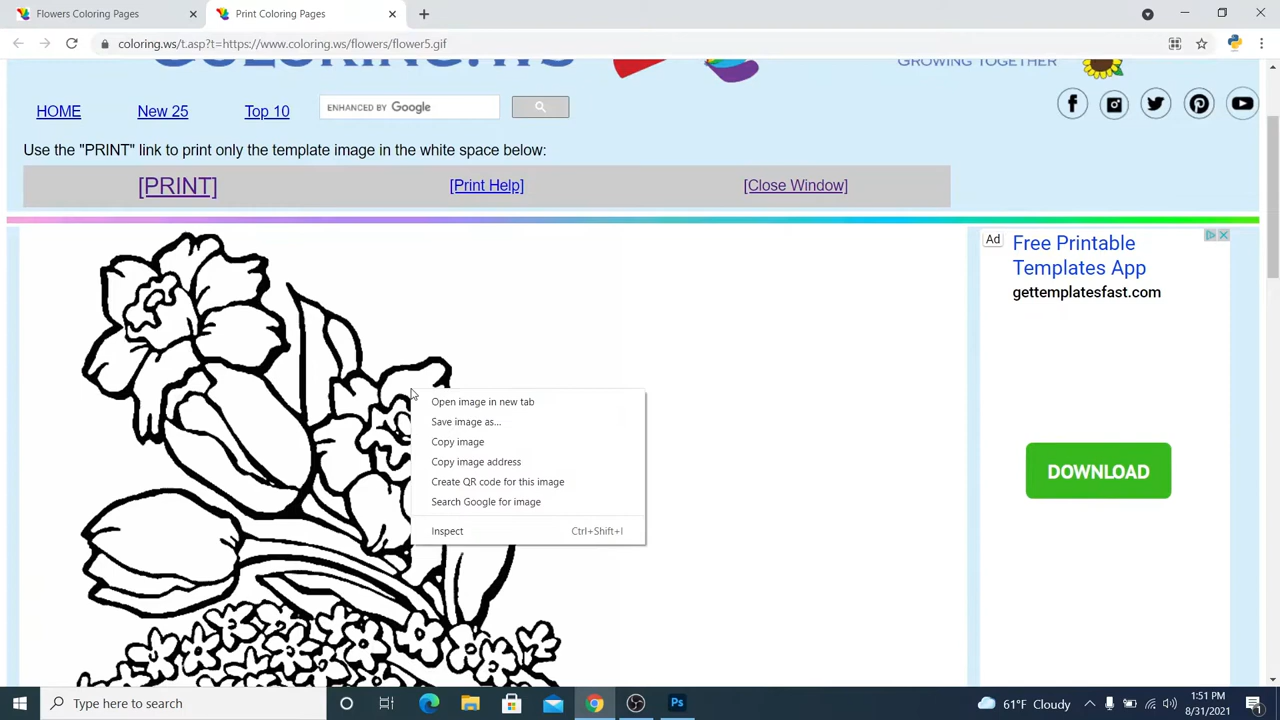 Flowers Coloring Pages
Print Coloring Pages
coloring.ws/t.asp?t=https://www.coloring.ws/flowers/flower5.gif
COLORING.WS
GROWING TOGETHER
HOME
New 25
Top 10
ENHANCED BY Google
Use the "PRINT" link to print only the template image in the white space below:
[PRINT]
[Print Help]
[Close Window]
Ad
Free Printable
Templates App
gettemplatesfast.com
DOWNLOAD
Open image in new tab
Save image as...
Copy image
Copy image address
Create QR code for this image
Search Google for image
Inspect Ctrl+Shift+I
Type here to search
Ps
61°F Cloudy
1:51 PM
8/31/2021
1